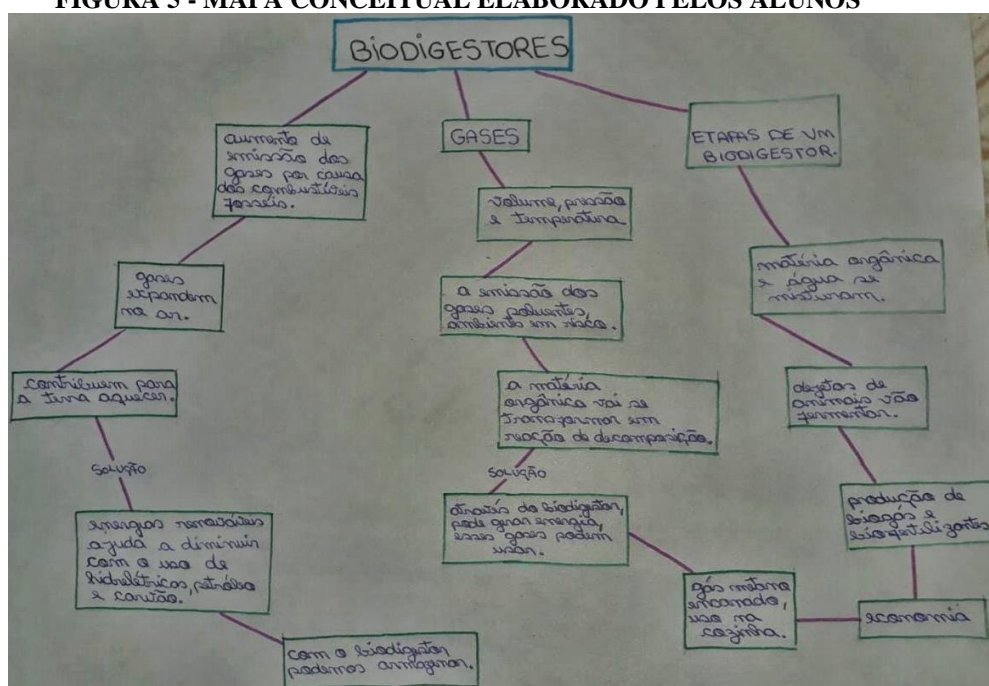 FIGURA 5 - MAPA CONCEITUAL ELABORADO PELOS ALUNOS
BIODIGESTORES
aumento de
emissão dos
gases por causa
dos combustíveis
fosséis.
gases
expandem
no ar.
contribuem para
a terra aquecer.
SOLUÇÃO
energias renováveis
ajuda a diminuir
com o uso de
hidrelétricas, petróleo
e carvão.
com o biodigestor
podemos armazenar.
GASES
volume, pressão
e temperatura
a emissão dos
gases poluentes,
ambiente em risco.
a matéria
orgânica vai se
transformar em
reação de decomposição.
SOLUÇÃO
através do biodigestor,
pode gerar energia,
esses gases podem
usar.
gás metano
encanado,
uso na
cozinha.
ETAPAS DE UM
BIODIGESTOR.
matéria orgânica
e água se
misturam.
dejetos de
animais vão
fermentar.
produção de
biogás e
biofertilizantes
economia